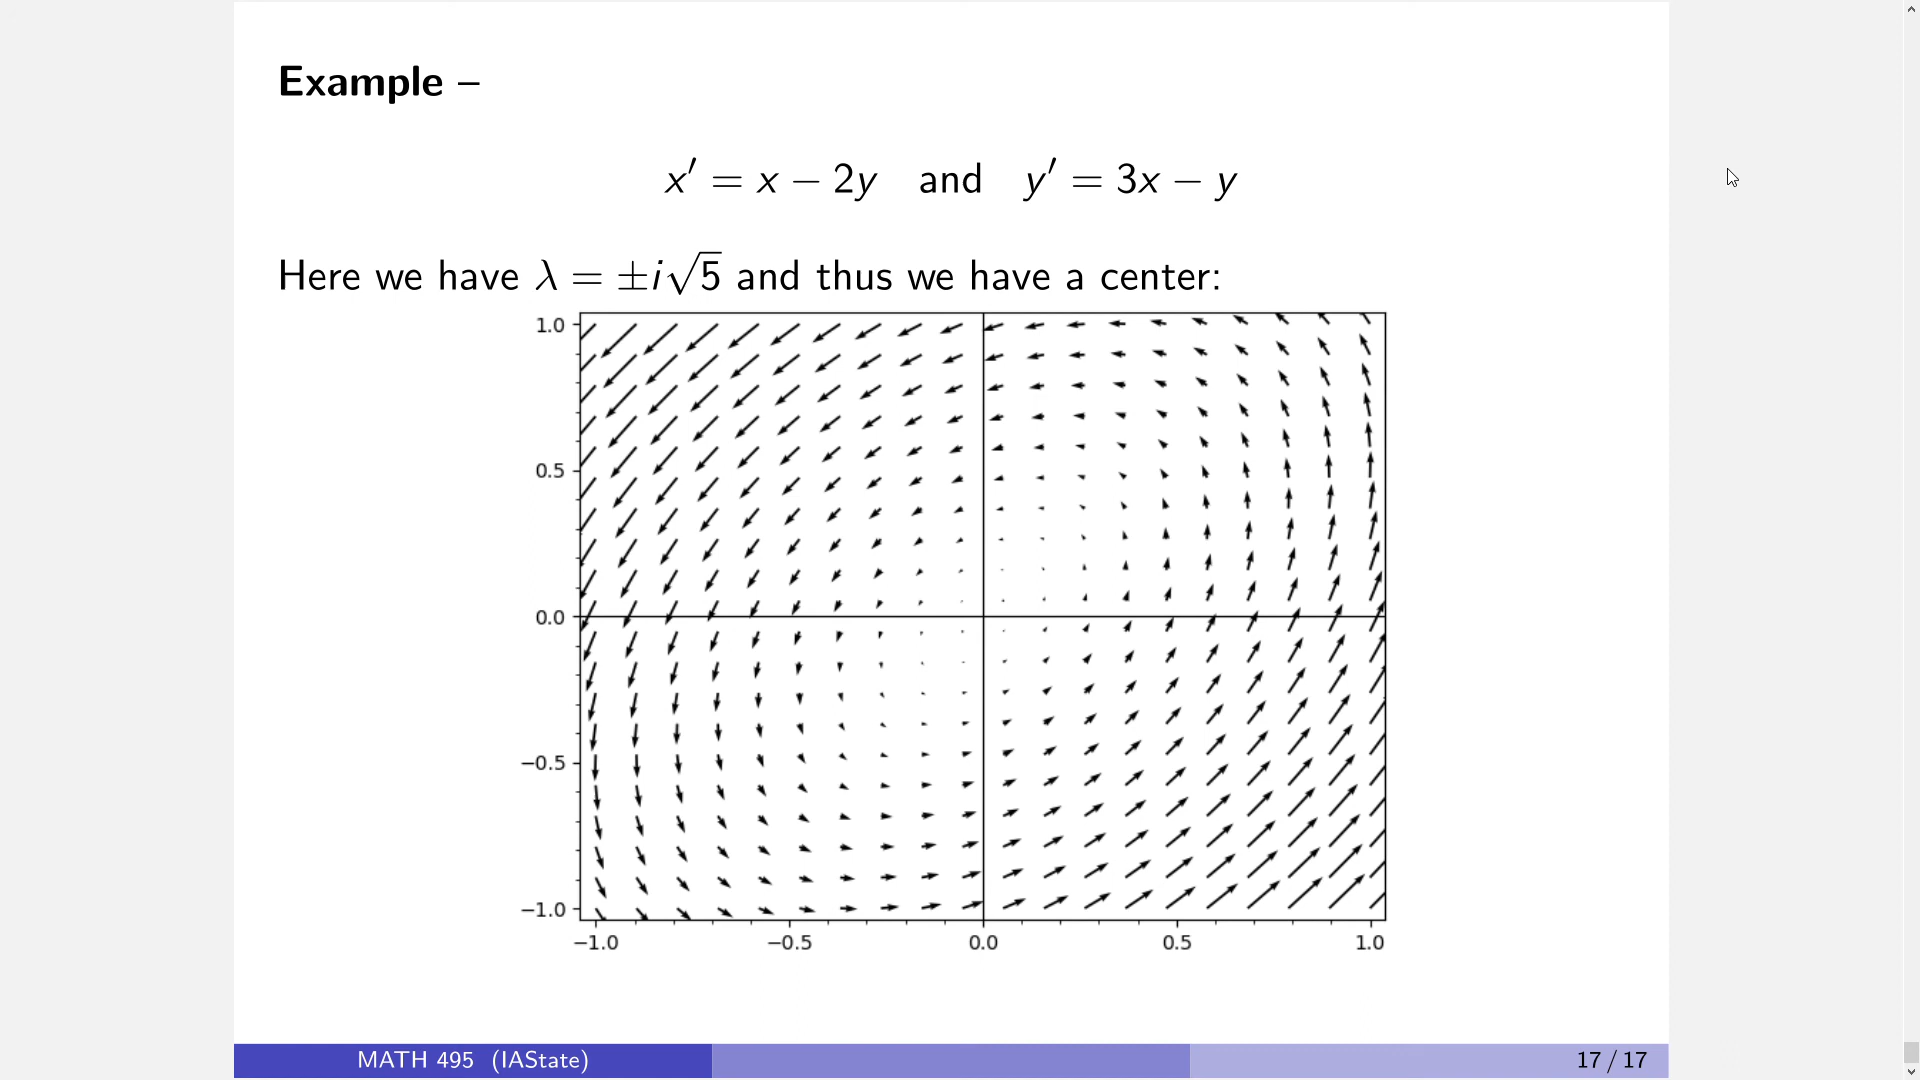 Example –
x′ = x − 2y and y′ = 3x − y
Here we have λ = ±i√5 and thus we have a center:
1.0
0.5
0.0
−0.5
−1.0
−1.0 −0.5 0.0 0.5 1.0
MATH 495 (IAState) 17 / 17